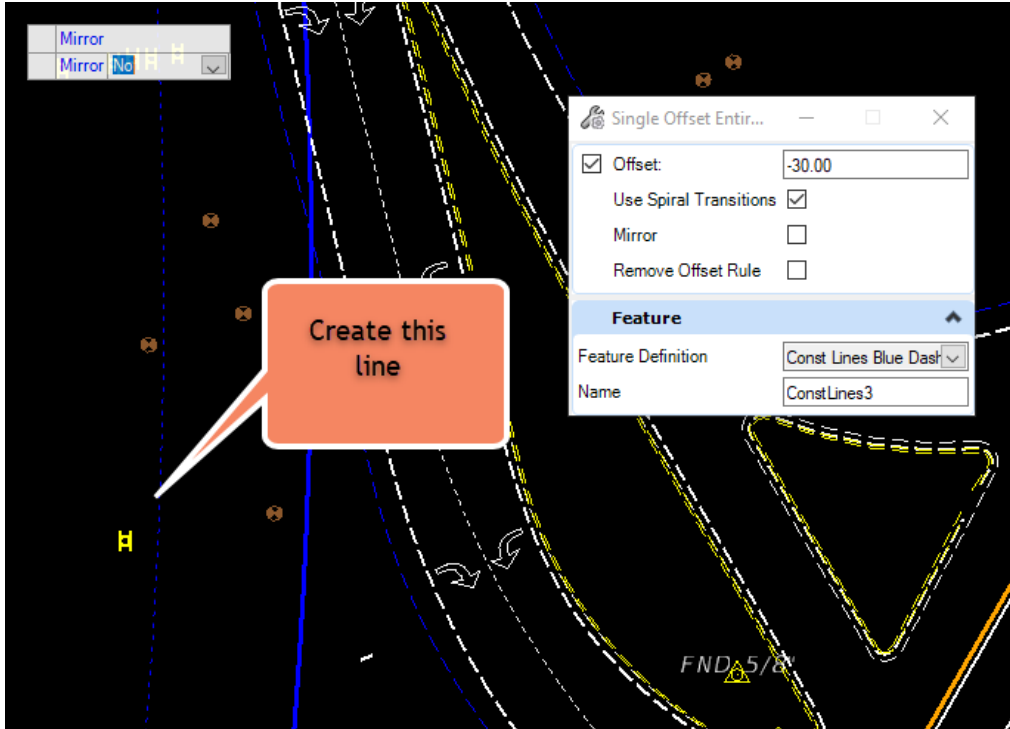 Mirror
Mirror No
Single Offset Entir...
Offset: -30.00
Use Spiral Transitions
Mirror
Remove Offset Rule
Feature
Feature Definition Const Lines Blue Dash
Name ConstLines3
Create this
line
FND 5/8"